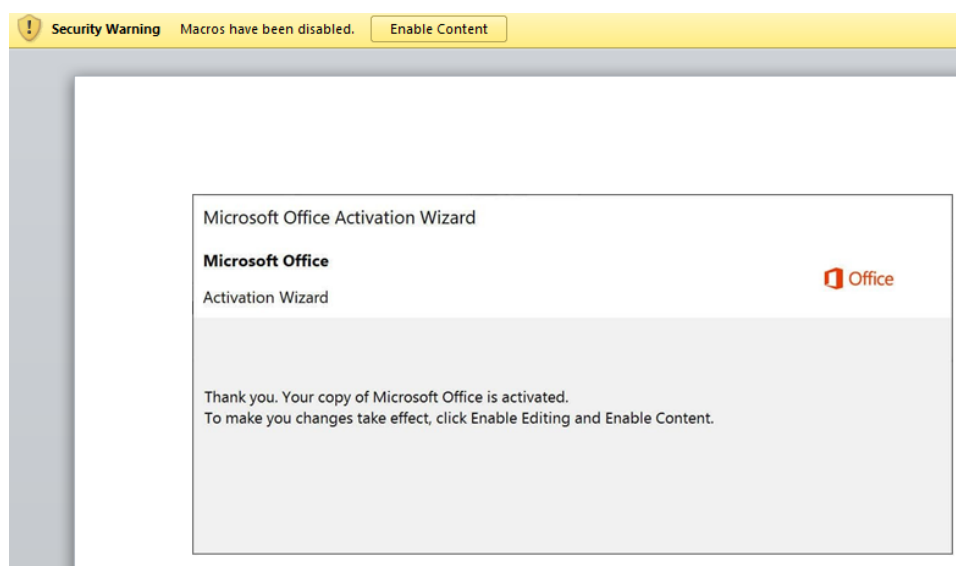 Security Warning Macros have been disabled. Enable Content
Microsoft Office Activation Wizard
Microsoft Office
Office
Activation Wizard
Thank you. Your copy of Microsoft Office is activated.
To make you changes take effect, click Enable Editing and Enable Content.